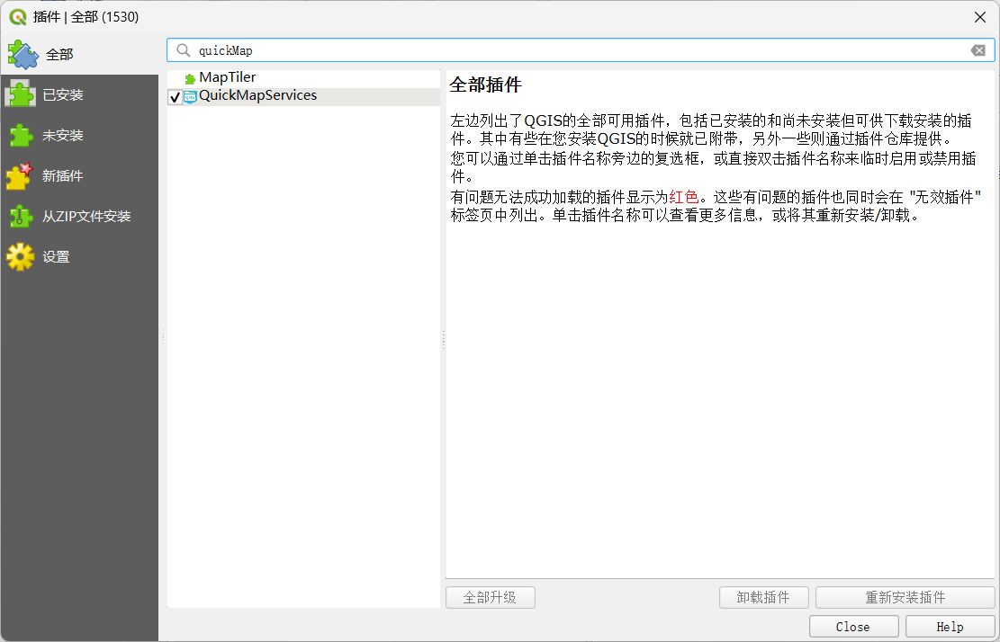 插件 | 全部 (1530)
全部
quickMap
已安装
未安装
新插件
从ZIP文件安装
设置
MapTiler
QuickMapServices
全部插件
左边列出了QGIS的全部可用插件，包括已安装的和尚未安装但可供下载安装的插
件。其中有些在您安装QGIS的时候就已附带，另外一些则通过插件仓库提供。
您可以通过单击插件名称旁边的复选框，或直接双击插件名称来临时启用或禁用插
件。
有问题无法成功加载的插件显示为红色。这些有问题的插件也同时会在 "无效插件"
标签页中列出。单击插件名称可以查看更多信息，或将其重新安装/卸载。
全部升级
卸载插件
重新安装插件
Close
Help